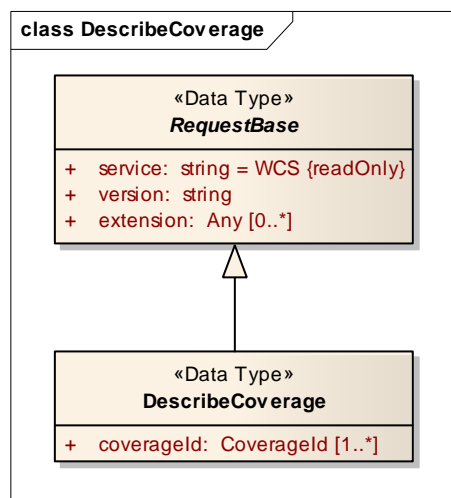 class DescribeCoverage
«Data Type»
RequestBase
+ service: string = WCS {readOnly}
+ version: string
+ extension: Any [0..*]
«Data Type»
DescribeCoverage
+ coverageId: CoverageId [1..*]